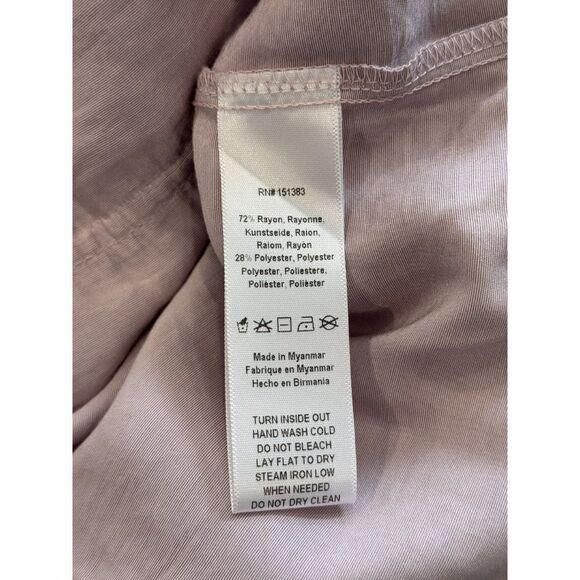 RN# 151383
72% Rayon, Rayonne,
Kunstseide, Raion,
Raiom, Rayón
28% Polyester, Polyester
Polyester, Poliestere,
Poliéster, Poliéster
Made in Myanmar
Fabrique en Myanmar
Hecho en Birmania
TURN INSIDE OUT
HAND WASH COLD
DO NOT BLEACH
LAY FLAT TO DRY
STEAM IRON LOW
WHEN NEEDED
DO NOT DRY CLEAN